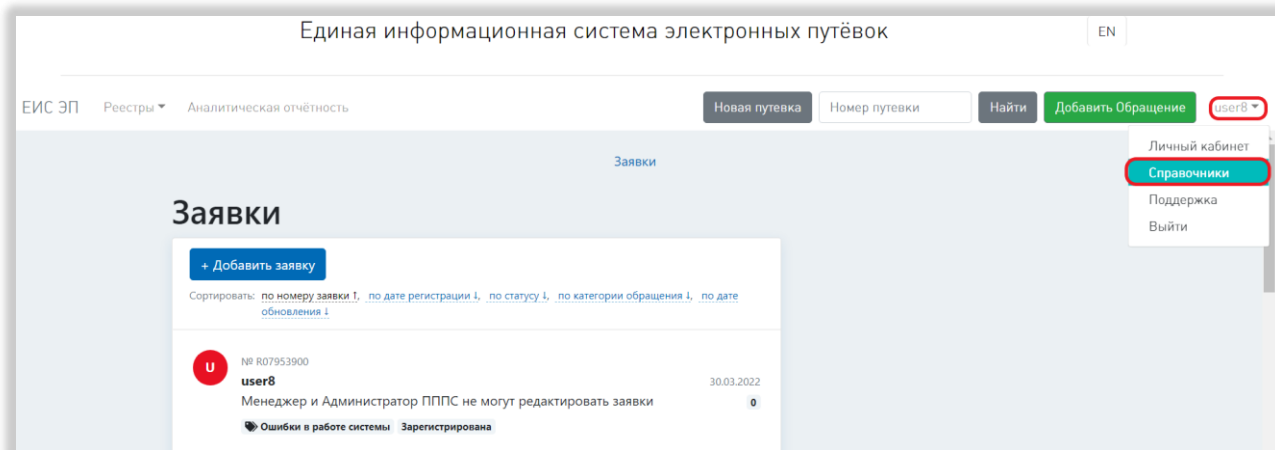 Единая информационная система электронных путёвок
EN
ЕИС ЭП Реестры Аналитическая отчётность Новая путевка Номер путевки Найти Добавить Обращение user8
Личный кабинет
Справочники
Поддержка
Выйти
Заявки
Заявки
+ Добавить заявку
Сортировать: по номеру заявки ↑, по дате регистрации ↓, по статусу ↓, по категории обращения ↓, по дате
обновления ↓
U
№ R07953900
user8 30.03.2022
Менеджер и Администратор ПППС не могут редактировать заявки 0
Ошибки в работе системы Зарегистрирована